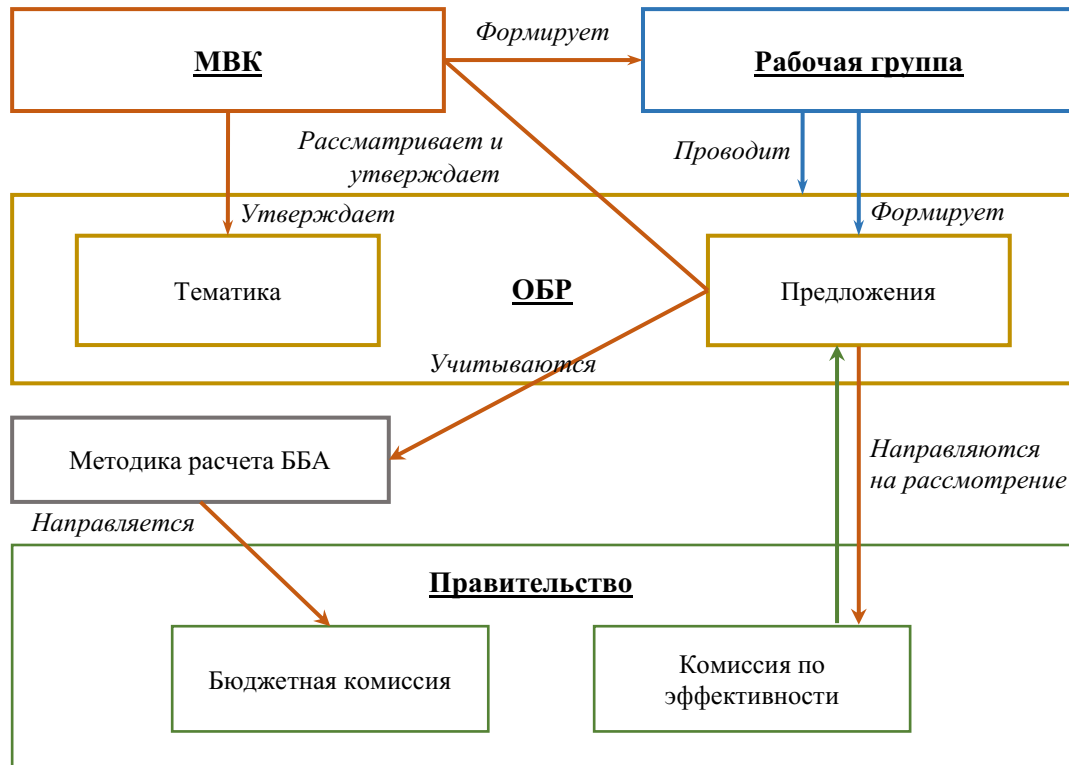 Формирует
МВК
Рабочая группа
Рассматривает и
утверждает
Проводит
Утверждает
Формирует
Тематика
ОБР
Предложения
Учитываются
Методика расчета ББА
Направляются
на рассмотрение
Направляется
Правительство
Бюджетная комиссия
Комиссия по
эффективности